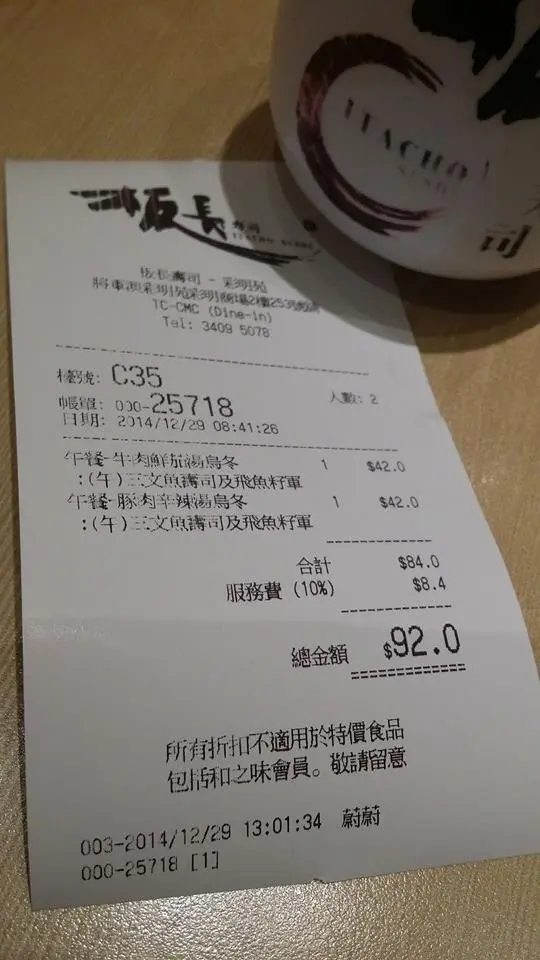 ITACHO
SUSHI
司
板長 壽司
ITACHO SUSHI
板長壽司 - 彩明苑
將軍澳彩明苑彩明商場2樓253號舖
TC-CMC (Dine-in)
Tel: 3409 5078
檯號: C35 人數: 2
帳單: 000-25718
日期: 2014/12/29 08:41:26
午餐-牛肉鮮茄湯烏冬 1 $42.0
:(午)三文魚壽司及飛魚籽軍
午餐-豚肉辛辣湯烏冬 1 $42.0
:(午)三文魚壽司及飛魚籽軍
合計 $84.0
服務費 (10%) $8.4
總金額 $92.0
所有折扣不適用於特價食品
包括和之味會員。敬請留意
003-2014/12/29 13:01:34 蔚蔚
000-25718 [1]